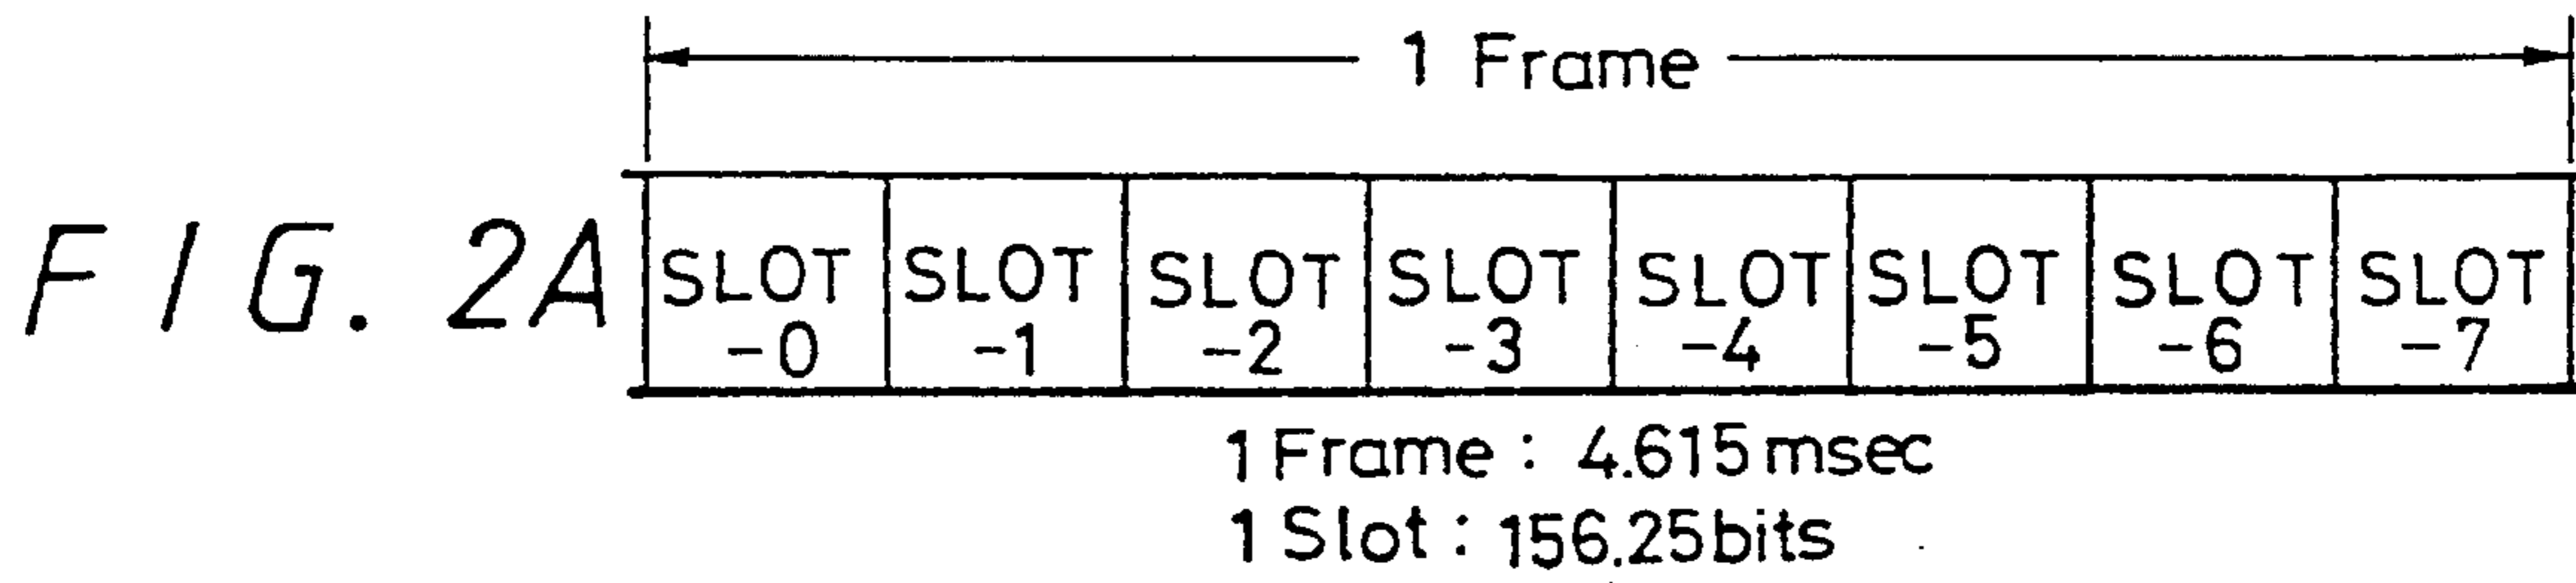 1 Frame
FIG. 2A
SLOT -0
SLOT -1
SLOT -2
SLOT -3
SLOT -4
SLOT -5
SLOT -6
SLOT -7
1 Frame : 4.615 msec
1 Slot : 156.25 bits